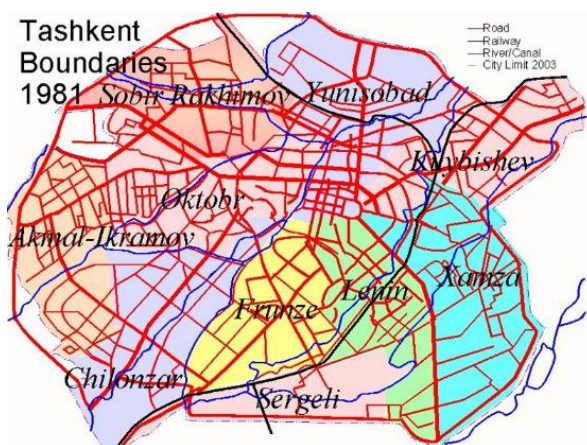 Tashkent
Boundaries
1981
Road
Railway
River/Canal
City Limit 2003
Sobir Rakhimov
Yunisobad
Kuybishev
Oktobr
Akmal-Ikramov
Xamza
Lenin
Frunze
Chilonzar
Sergeli